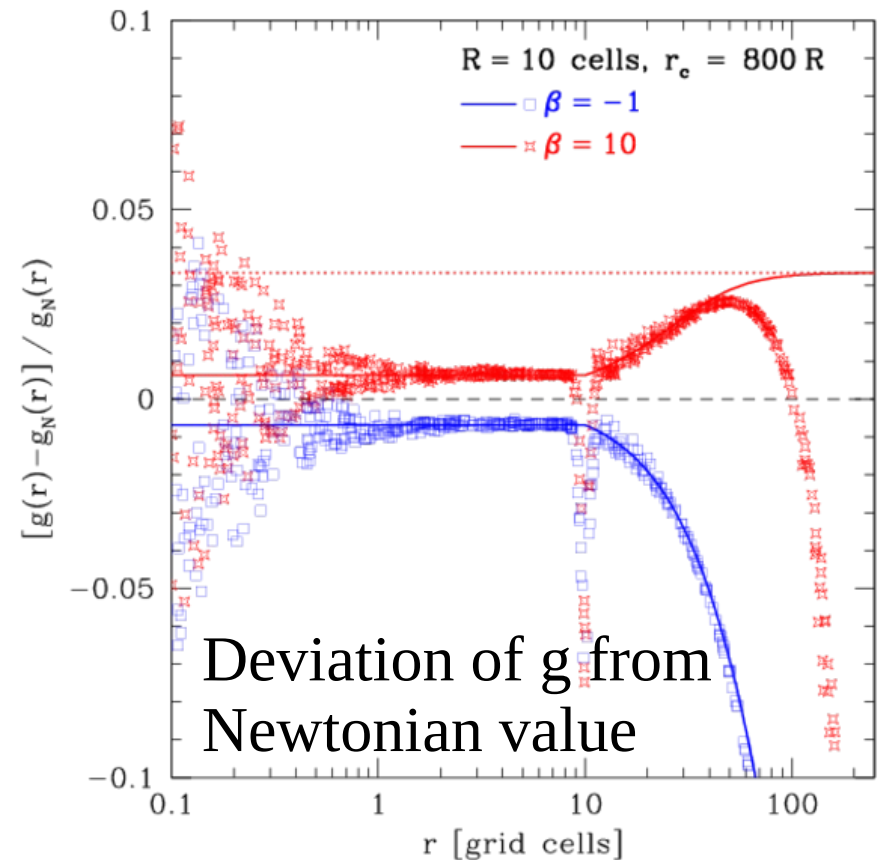 0.1
0.05
0
−0.05
−0.1
[g(r)−g_N(r)] / g_N(r)
R = 10 cells, r_c = 800 R
β = −1
β = 10
Deviation of g from
Newtonian value
0.1 1 10 100
r [grid cells]